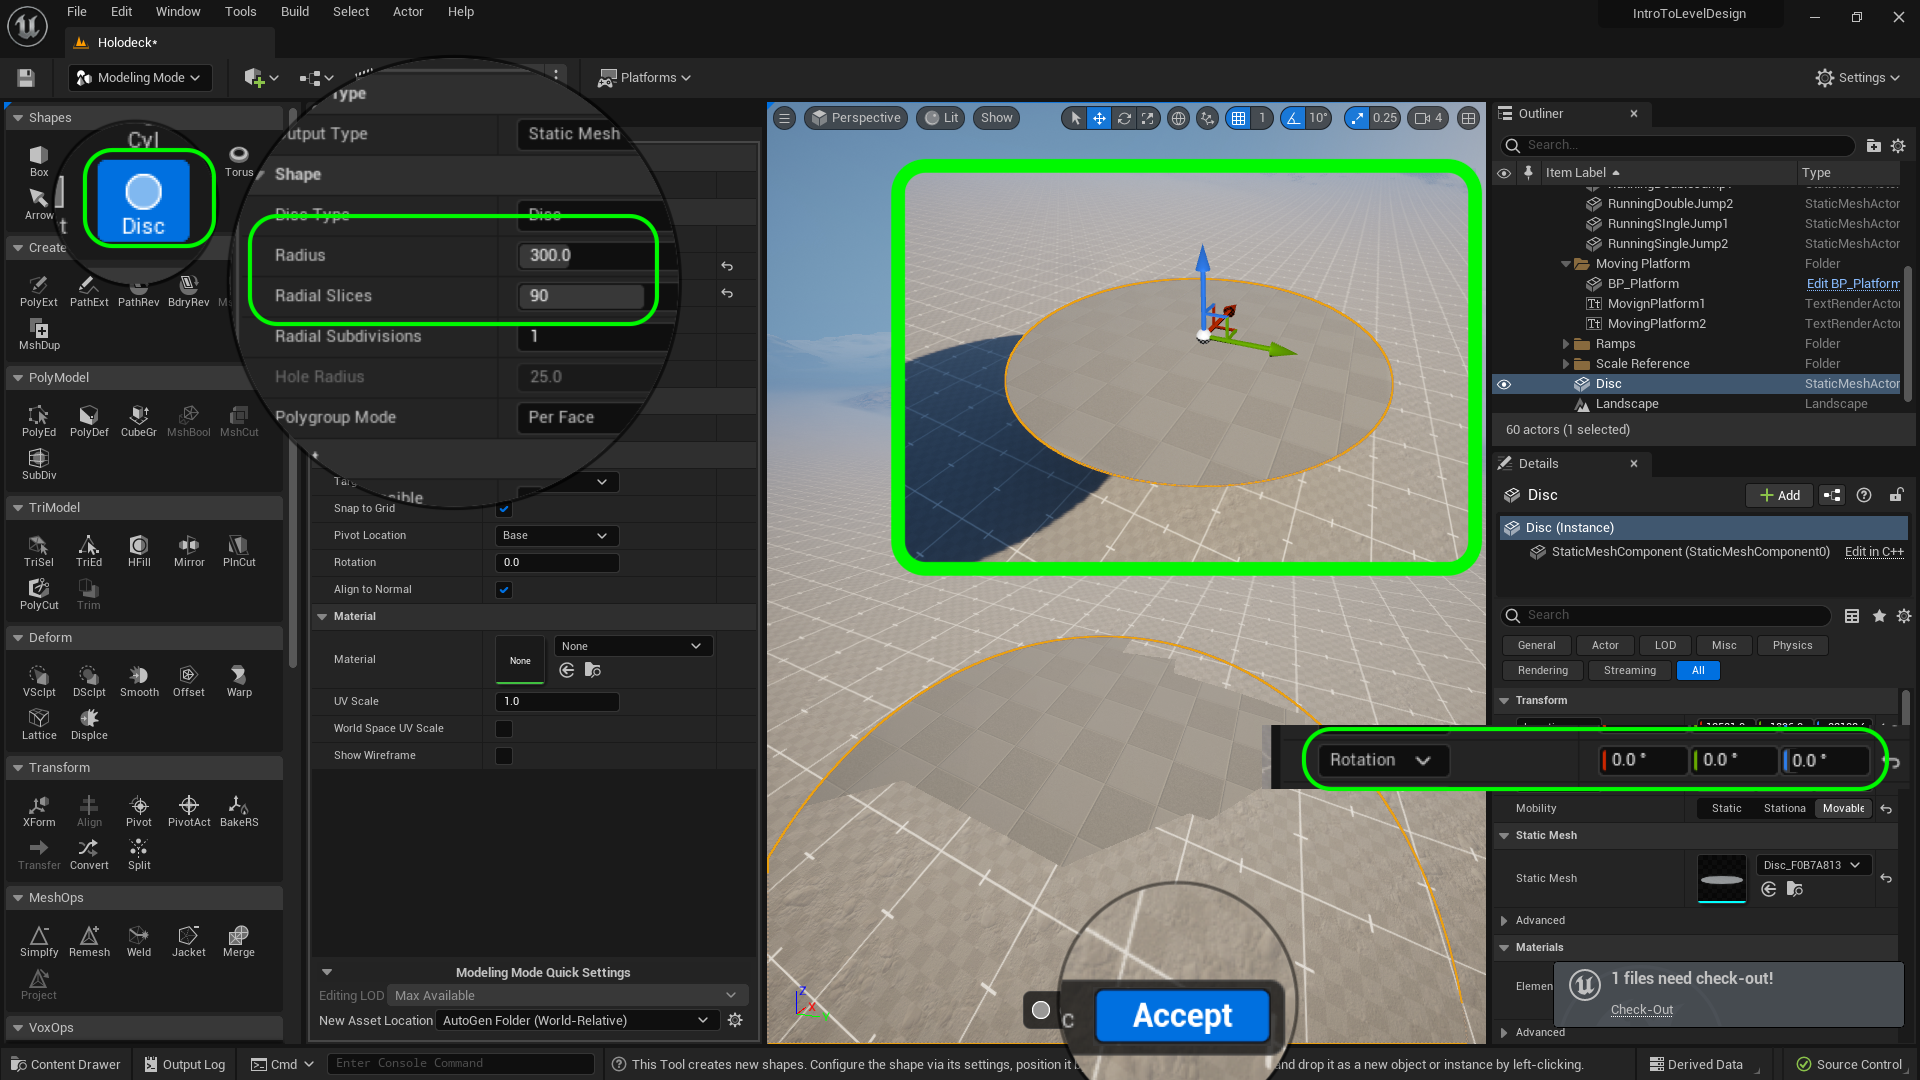 File Edit Window Tools Build Select Actor Help
IntroToLevelDesign
Holodeck*
Modeling Mode
Platforms
Settings
Shapes
Cyl
Box
Torus
Arrow
Disc
Create
PolyExt PathExt PathRev BdryRev
MshDup
PolyModel
PolyEd PolyDef CubeGr MshBool MshCut
SubDiv
TriModel
TriSel TriEd HFill Mirror PlnCut
PolyCut Trim
Deform
VSclpt DSclpt Smooth Offset Warp
Lattice Displce
Transform
XForm Align Pivot PivotAct BakeRS
Transfer Convert Split
MeshOps
Simplfy Remesh Weld Jacket Merge
Project
VoxOps
Type
Output Type Static Mesh
Shape
Disc Type Disc
Radius 300.0
Radial Slices 90
Radial Subdivisions 1
Hole Radius 25.0
Polygroup Mode Per Face
Snap to Grid
Pivot Location Base
Rotation 0.0
Align to Normal
Material
Material None None
UV Scale 1.0
World Space UV Scale
Show Wireframe
Modeling Mode Quick Settings
Editing LOD Max Available
New Asset Location AutoGen Folder (World-Relative)
Perspective Lit Show 1 10° 0.25 4
Z
X
Y
Accept
Outliner
Search...
Item Label Type
RunningDoubleJump1 StaticMeshActor
RunningDoubleJump2 StaticMeshActor
RunningSIngleJump1 StaticMeshActor
RunningSingleJump2 StaticMeshActor
Moving Platform Folder
BP_Platform Edit BP_Platform
MovignPlatform1 TextRenderActo
MovingPlatform2 TextRenderActo
Ramps Folder
Scale Reference Folder
Disc StaticMeshActor
Landscape Landscape
60 actors (1 selected)
Details
Disc
Add
Disc (Instance)
StaticMeshComponent (StaticMeshComponent0) Edit in C++
Search
General Actor LOD Misc Physics
Rendering Streaming All
Transform
Rotation 0.0 ° 0.0 ° 0.0 °
Mobility Static Stationa Movable
Static Mesh
Static Mesh Disc_F0B7A813
Advanced
Materials
Elemen
1 files need check-out!
Check-Out
Advanced
Content Drawer Output Log Cmd Enter Console Command
This Tool creates new shapes. Configure the shape via its settings, position it and drop it as a new object or instance by left-clicking.
Derived Data Source Control